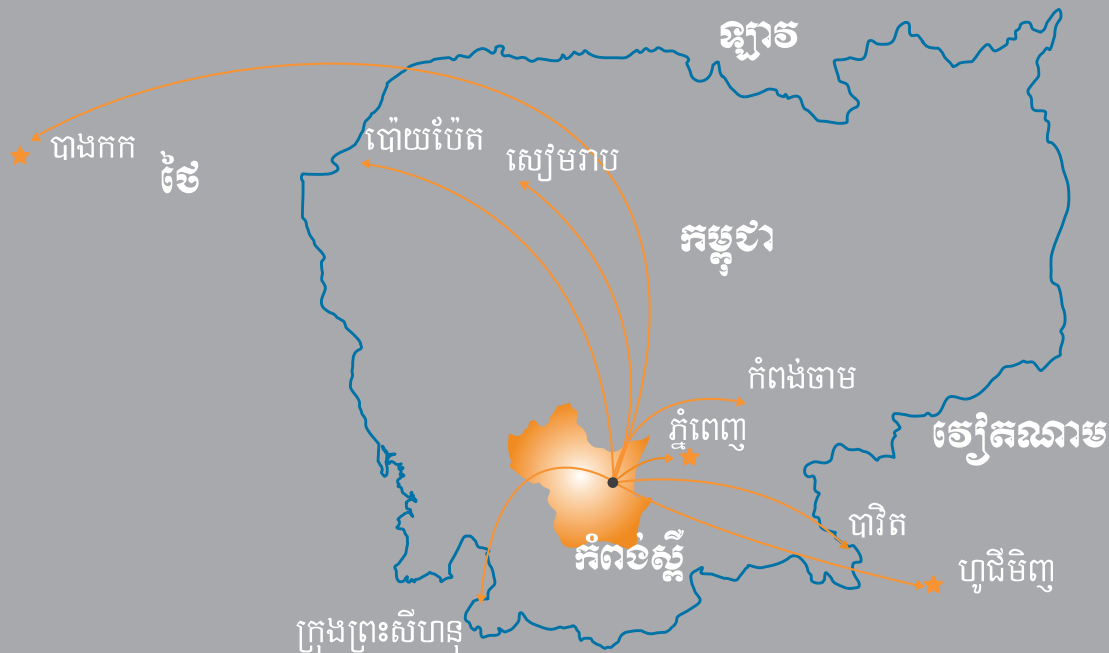 ឡាវ
បាងកក
ថៃ
ប៉ោយប៉ែត
សៀមរាប
កម្ពុជា
កំពង់ចាម
ភ្នំពេញ
វៀតណាម
បាវិត
កំពង់ស្ពឺ
ហូជីមិញ
ក្រុងព្រះសីហនុ